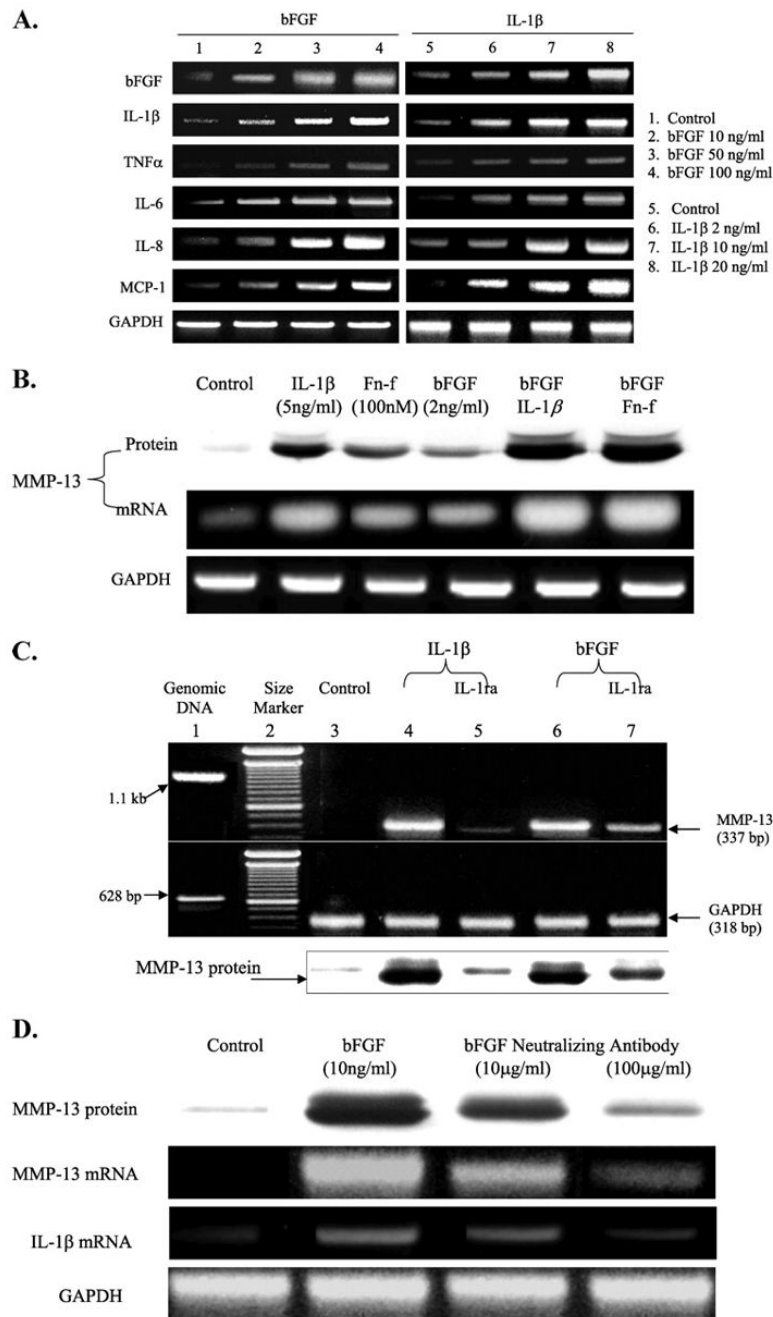 A.
bFGF
IL-1β
1 2 3 4 5 6 7 8
bFGF
IL-1β
TNFα
IL-6
IL-8
MCP-1
GAPDH
1. Control
2. bFGF 10 ng/ml
3. bFGF 50 ng/ml
4. bFGF 100 ng/ml
5. Control
6. IL-1β 2 ng/ml
7. IL-1β 10 ng/ml
8. IL-1β 20 ng/ml
B.
Control IL-1β Fn-f bFGF bFGF bFGF
(5ng/ml) (100nM) (2ng/ml) IL-1β Fn-f
Protein
MMP-13
mRNA
GAPDH
C.
IL-1β bFGF
Genomic Size Control IL-1ra IL-1ra
DNA Marker
1 2 3 4 5 6 7
1.1 kb
MMP-13
(337 bp)
628 bp
GAPDH
(318 bp)
MMP-13 protein
D.
Control bFGF bFGF Neutralizing Antibody
(10ng/ml) (10μg/ml) (100μg/ml)
MMP-13 protein
MMP-13 mRNA
IL-1β mRNA
GAPDH